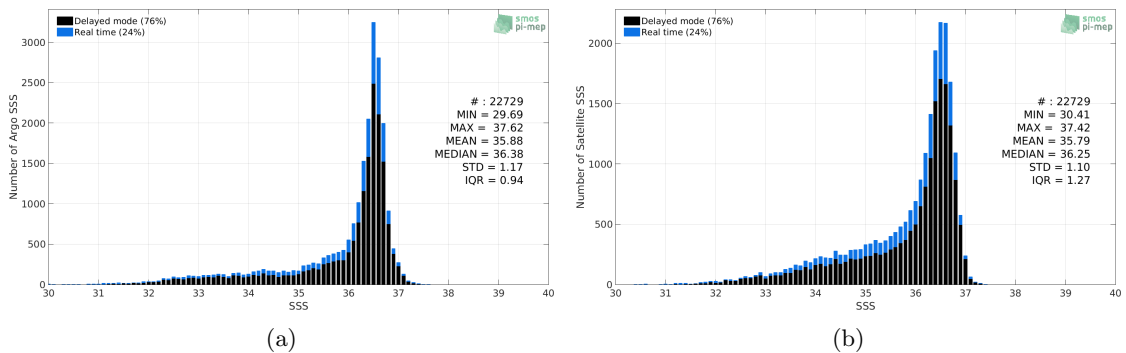 Delayed mode (76%)
Real time (24%)
smos
pi-mep
3000
2500
2000
1500
1000
500
0
Number of Argo SSS
# : 22729
MIN = 29.69
MAX = 37.62
MEAN = 35.88
MEDIAN = 36.38
STD = 1.17
IQR = 0.94
30 31 32 33 34 35 36 37 38 39 40
SSS
(a)
Delayed mode (76%)
Real time (24%)
smos
pi-mep
2000
1500
1000
500
0
Number of Satellite SSS
# : 22729
MIN = 30.41
MAX = 37.42
MEAN = 35.79
MEDIAN = 36.25
STD = 1.10
IQR = 1.27
30 31 32 33 34 35 36 37 38 39 40
SSS
(b)